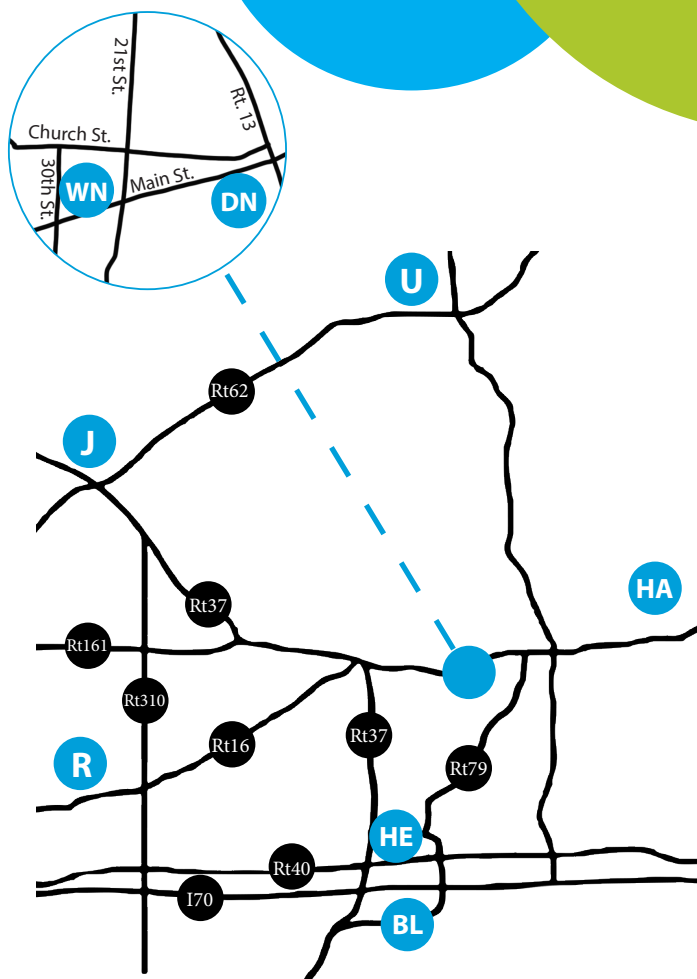 21st St.
Rt. 13
Church St.
30th St.
WN
Main St.
DN
U
Rt62
J
HA
Rt37
Rt161
Rt310
R
Rt16
Rt37
Rt79
HE
Rt40
I70
BL